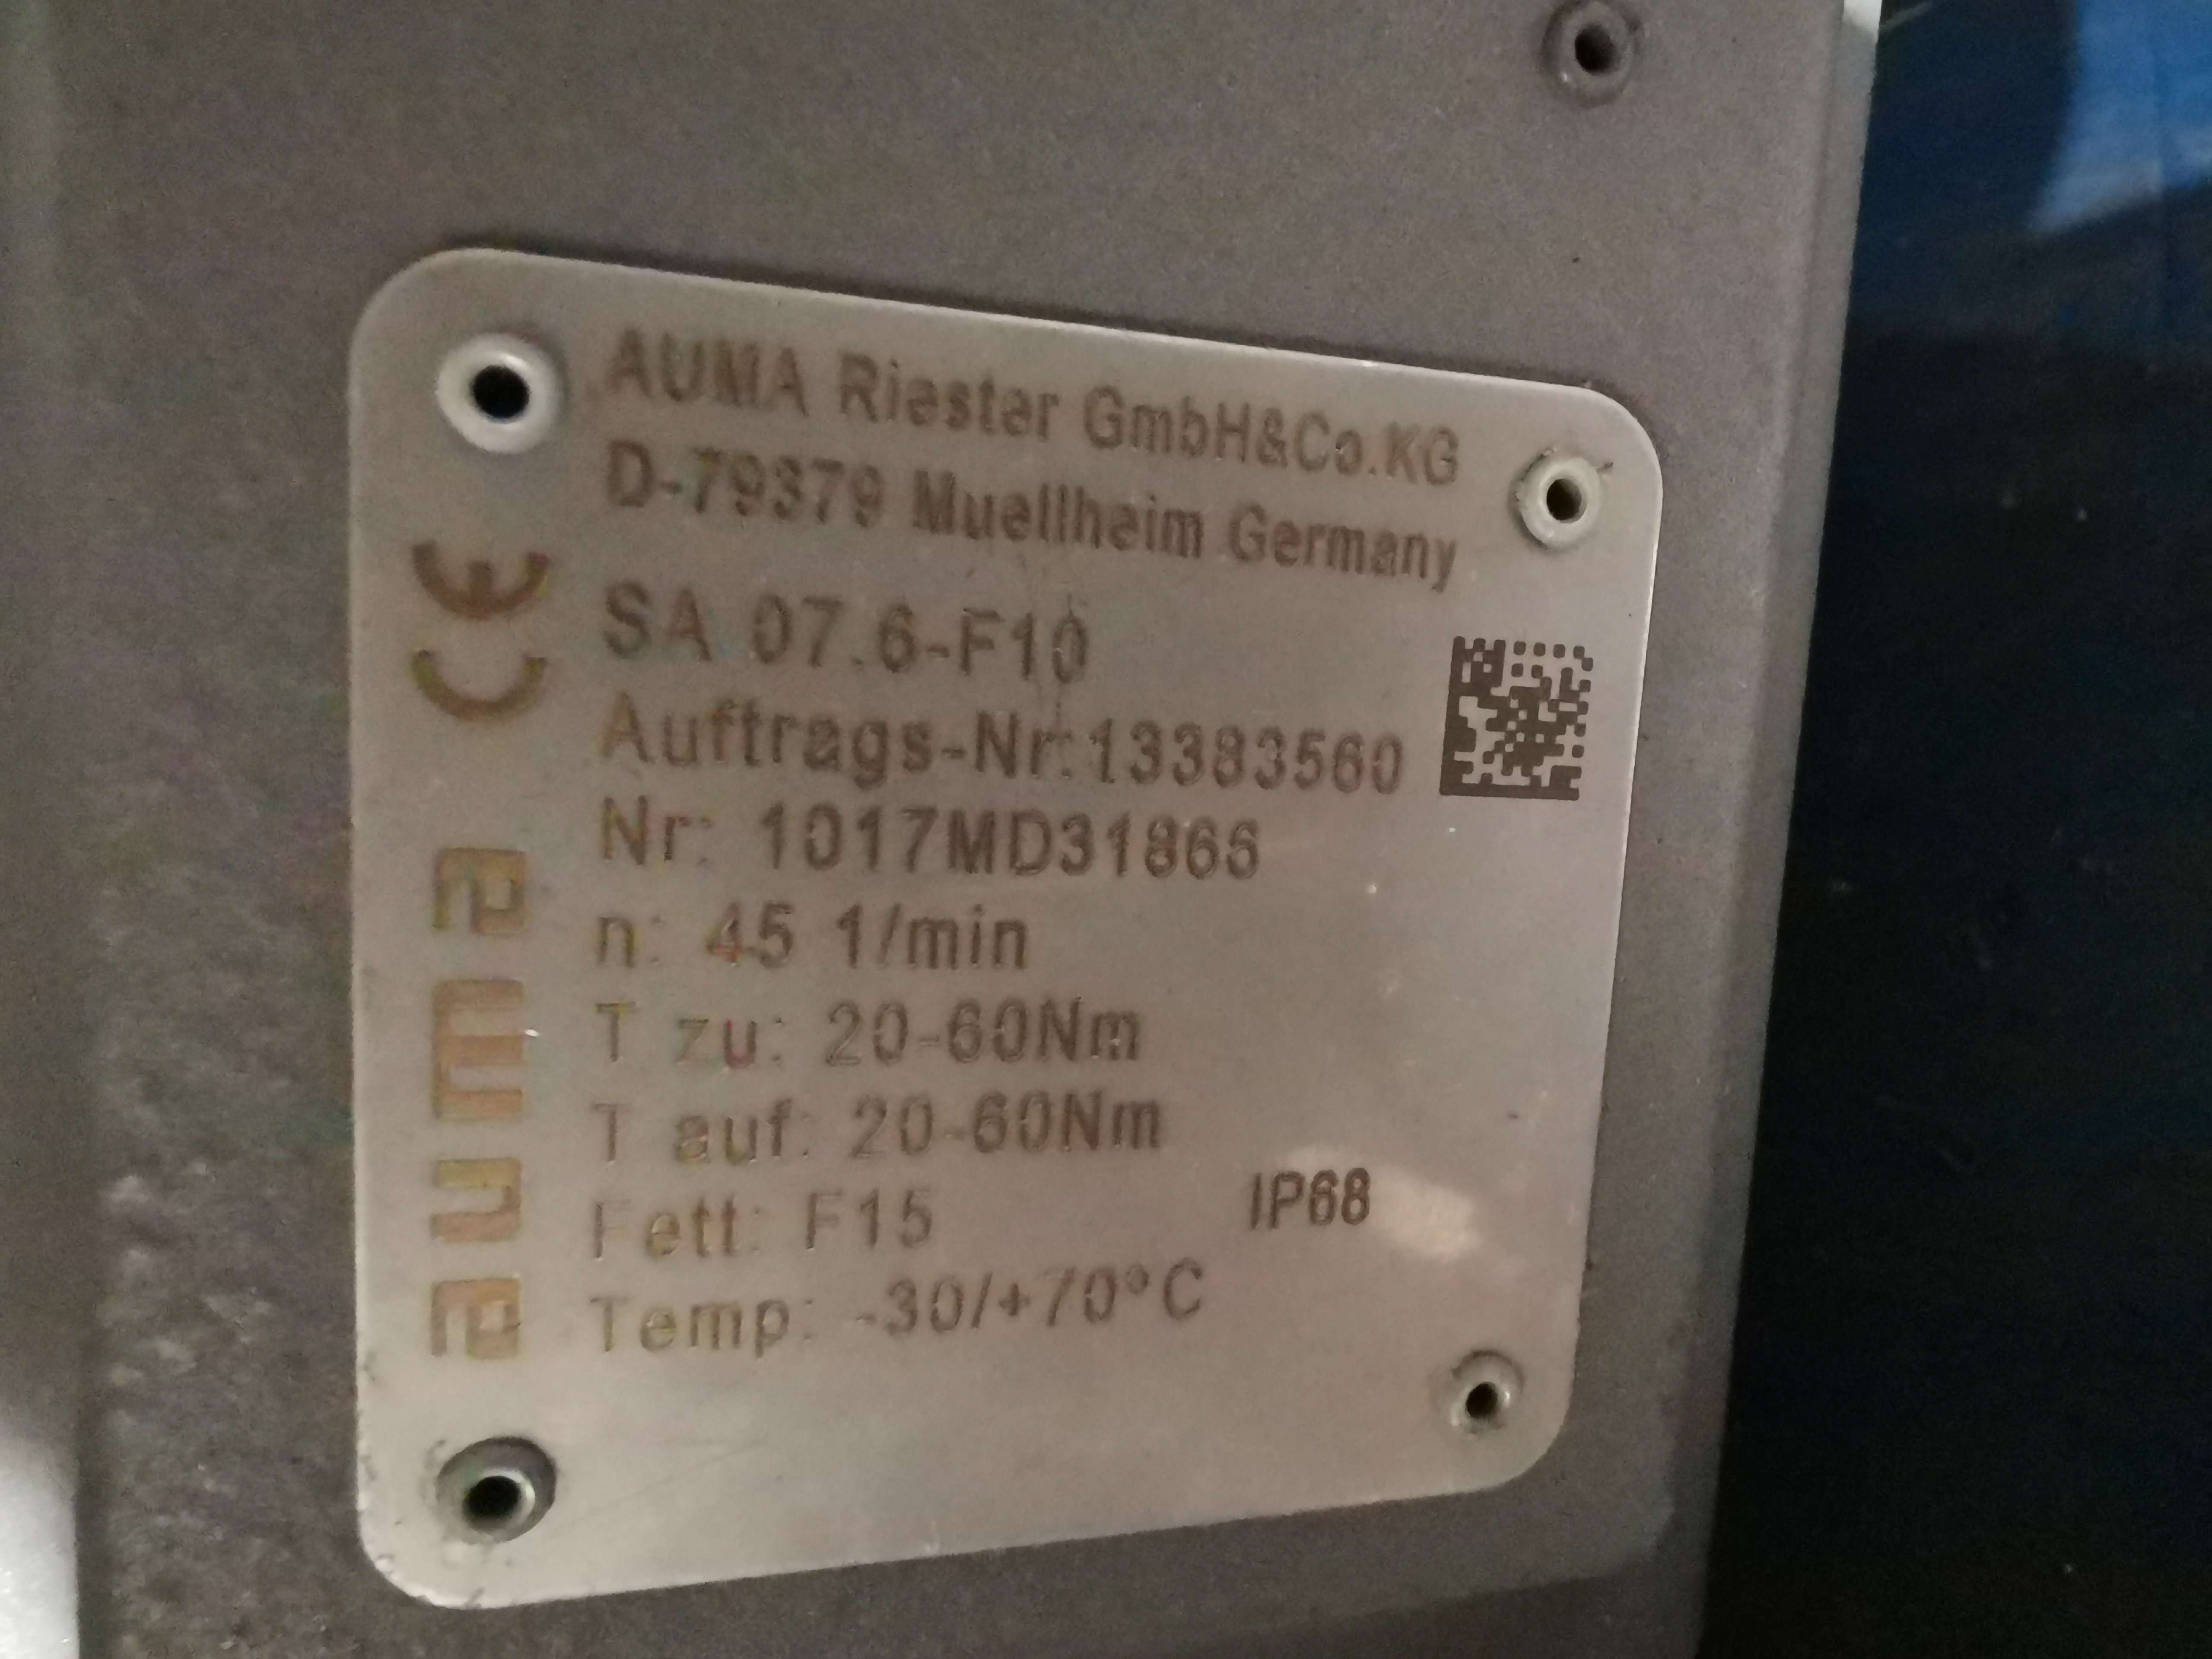 AUMA Riester GmbH&Co.KG
D-79379 Muellheim Germany
SA 07.6-F10
Auftrags-Nr:13383560
Nr: 1017MD31866
n: 45 1/min
T zu: 20-60Nm
T auf: 20-60Nm
Fett: F15 IP68
Temp: -30/+70°C
CE
auma